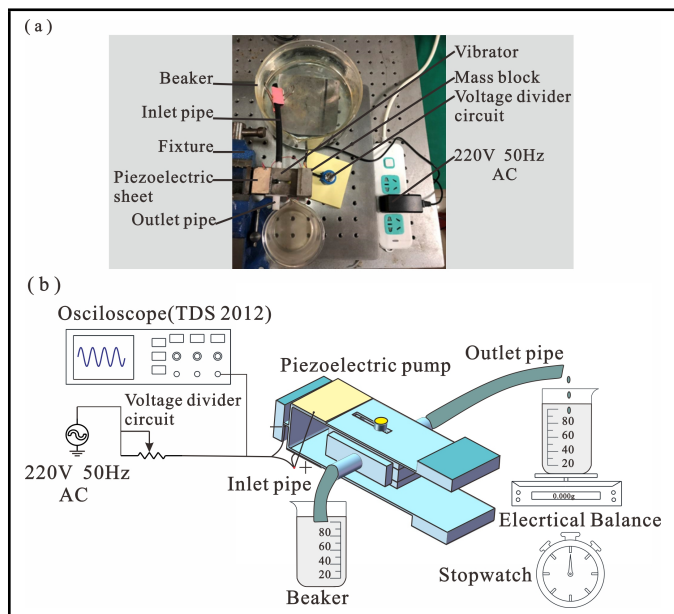 (a)
Beaker
Inlet pipe
Fixture
Piezoelectric
sheet
Outlet pipe
Vibrator
Mass block
Voltage divider
circuit
220V 50Hz
AC
(b)
Osciloscope(TDS 2012)
Voltage divider
circuit
220V 50Hz
AC
Piezoelectric pump
Outlet pipe
Inlet pipe
+
80
60
40
20
Beaker
80
60
40
20
0.000g
Elecrtical Balance
Stopwatch